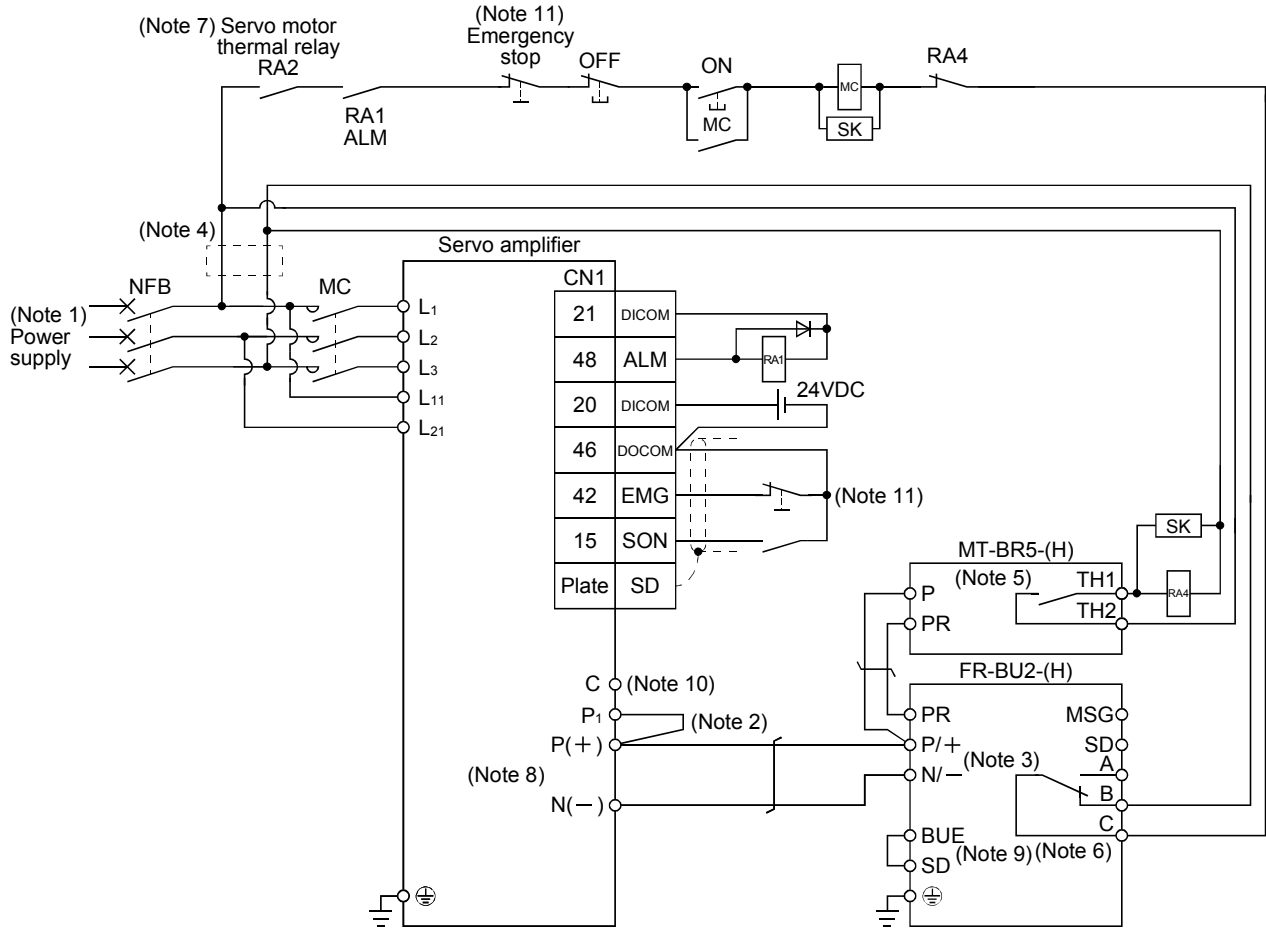 (Note 7) Servo motor
thermal relay
RA2
RA1
ALM
(Note 11)
Emergency
stop
OFF
ON
MC
MC
SK
RA4
(Note 4)
NFB
MC
(Note 1)
Power
supply
Servo amplifier
L1
L2
L3
L11
L21
CN1
21 DICOM
48 ALM
20 DICOM
46 DOCOM
42 EMG
15 SON
Plate SD
RA1
24VDC
(Note 11)
C (Note 10)
P1
(Note 2)
P(+)
(Note 8)
N(-)
MT-BR5-(H)
(Note 5)
P
PR
TH1
TH2
SK
RA4
FR-BU2-(H)
PR
P/+
N/-
(Note 3)
BUE
SD
(Note 9) (Note 6)
MSG
SD
A
B
C